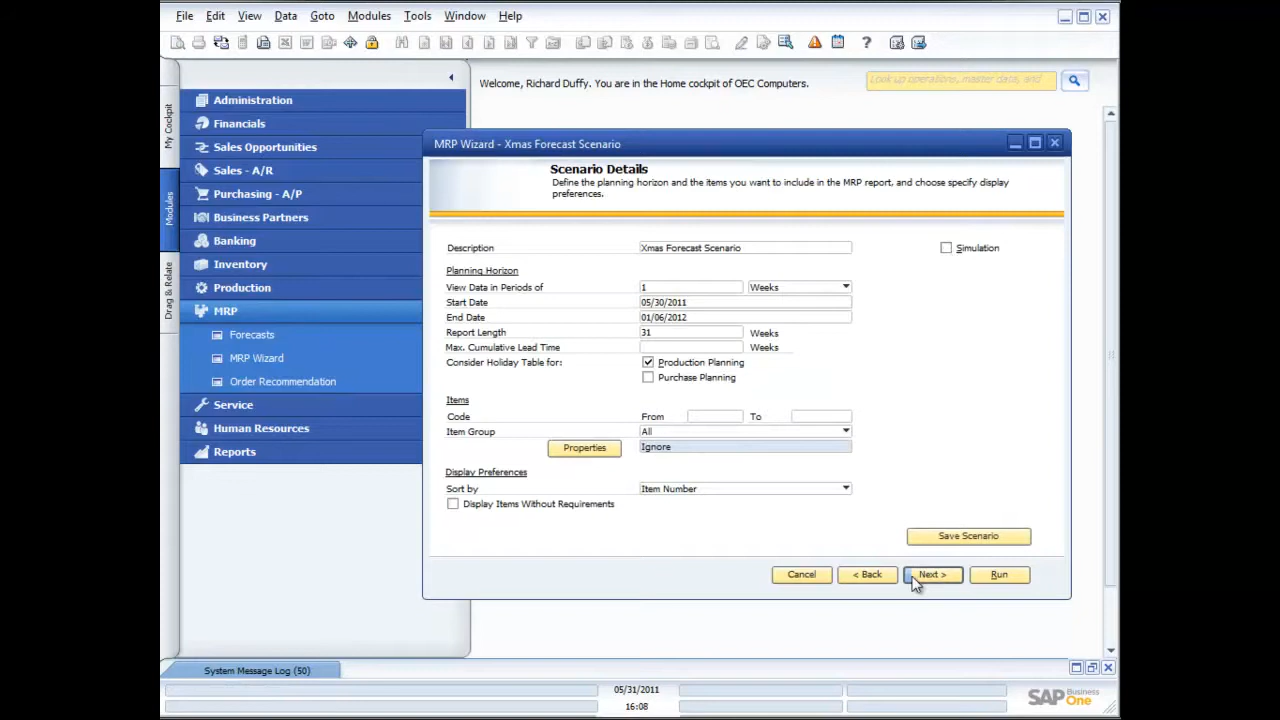 File Edit View Data Goto Modules Tools Window Help
Welcome, Richard Duffy. You are in the Home cockpit of OEC Computers.
Look up operations, master data, and
My Cockpit
Modules
Drag & Relate
Administration
Financials
Sales Opportunities
Sales - A/R
Purchasing - A/P
Business Partners
Banking
Inventory
Production
MRP
Forecasts
MRP Wizard
Order Recommendation
Service
Human Resources
Reports
MRP Wizard - Xmas Forecast Scenario
Scenario Details
Define the planning horizon and the items you want to include in the MRP report, and choose specify display
preferences.
Description Xmas Forecast Scenario Simulation
Planning Horizon
View Data in Periods of 1 Weeks
Start Date 05/30/2011
End Date 01/06/2012
Report Length 31 Weeks
Max. Cumulative Lead Time Weeks
Consider Holiday Table for: Production Planning
Purchase Planning
Items
Code From To
Item Group All
Properties Ignore
Display Preferences
Sort by Item Number
Display Items Without Requirements
Save Scenario
Cancel < Back Next > Run
System Message Log (50)
05/31/2011
16:08
SAP Business One